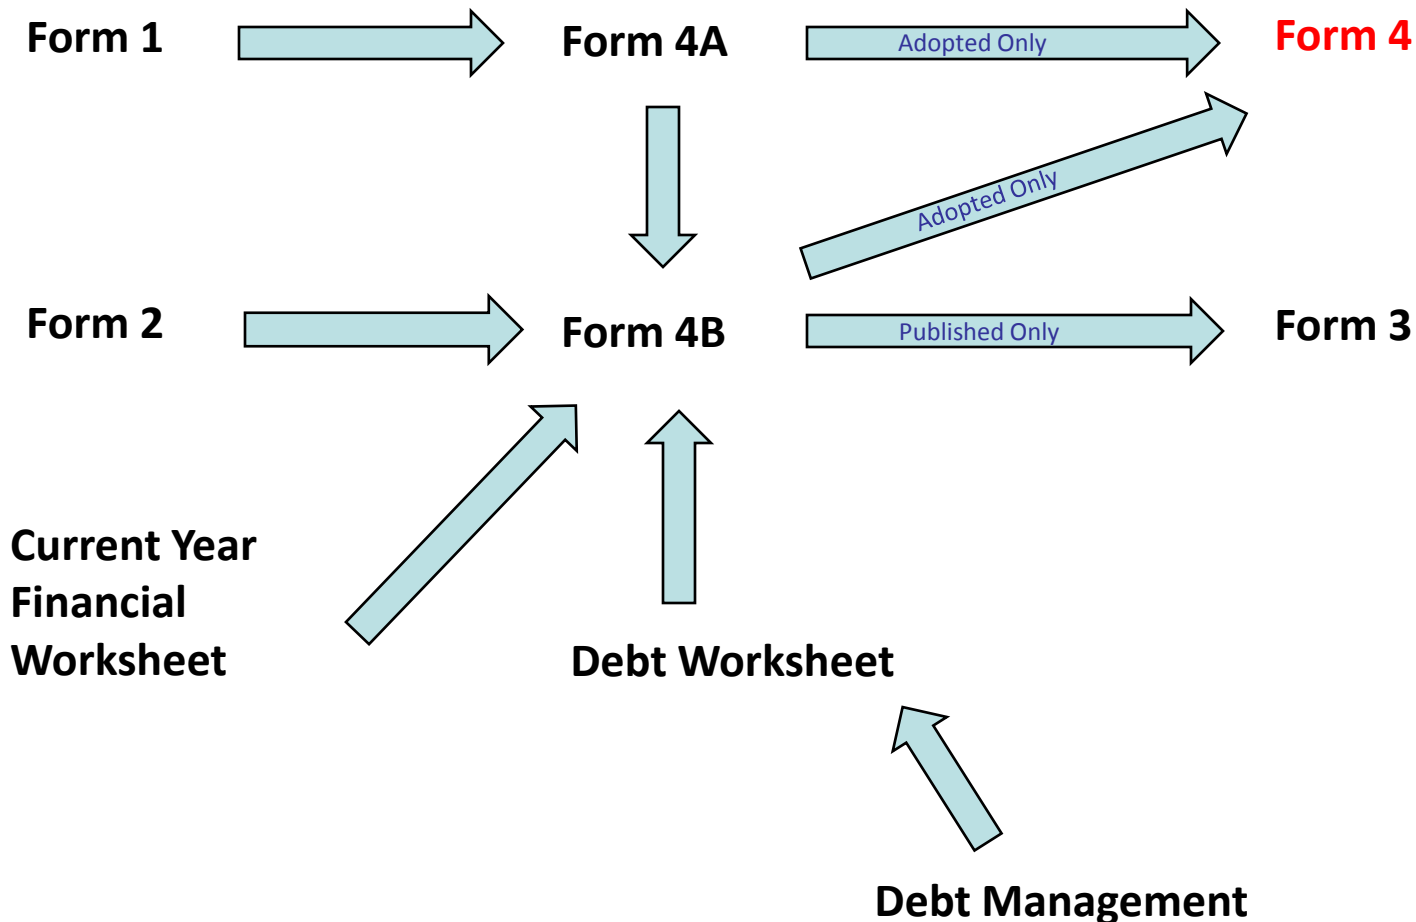 Form 1
Form 4A
Adopted Only
Form 4
Adopted Only
Form 2
Form 4B
Published Only
Form 3
Current Year
Financial
Worksheet
Debt Worksheet
Debt Management